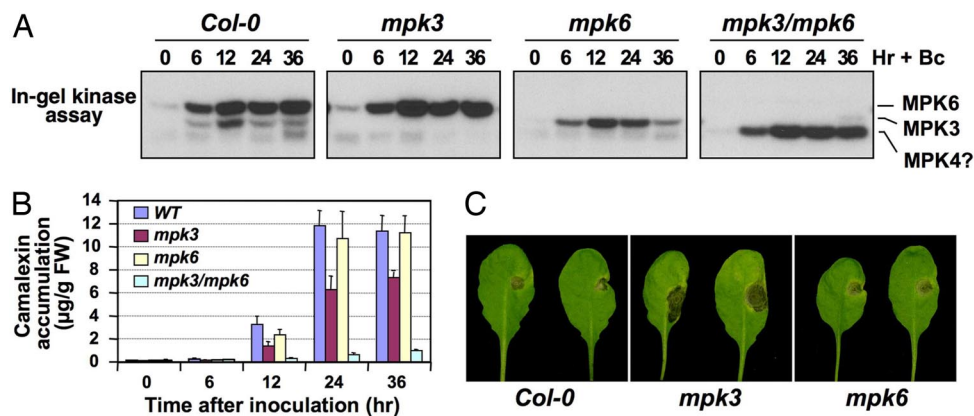 A
Col-0 mpk3 mpk6 mpk3/mpk6
0 6 12 24 36 0 6 12 24 36 0 6 12 24 36 0 6 12 24 36 Hr + Bc
In-gel kinase
assay
MPK6
MPK3
MPK4?
B
Camalexin
accumulation
(µg/g FW)
14
12
10
8
6
4
2
0
WT
mpk3
mpk6
mpk3/mpk6
0 6 12 24 36
Time after inoculation (hr)
C
Col-0 mpk3 mpk6